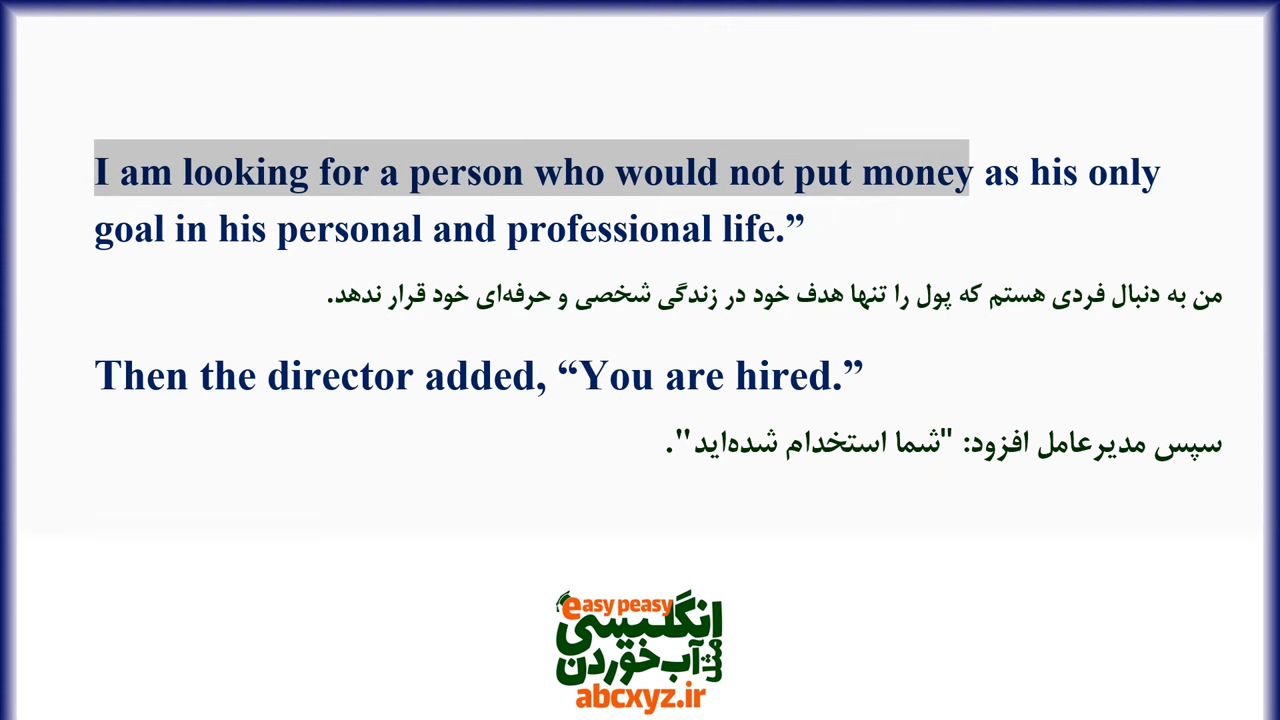 I am looking for a person who would not put money as his only
goal in his personal and professional life.”
من به دنبال فردی هستم که پول را تنها هدف خود در زندگی شخصی و حرفه‌ای خود قرار ندهد.
Then the director added, “You are hired.”
سپس مدیرعامل افزود: "شما استخدام شده‌اید".
easy peasy
انگلیسی
مثل آب خوردن
abcxyz.ir